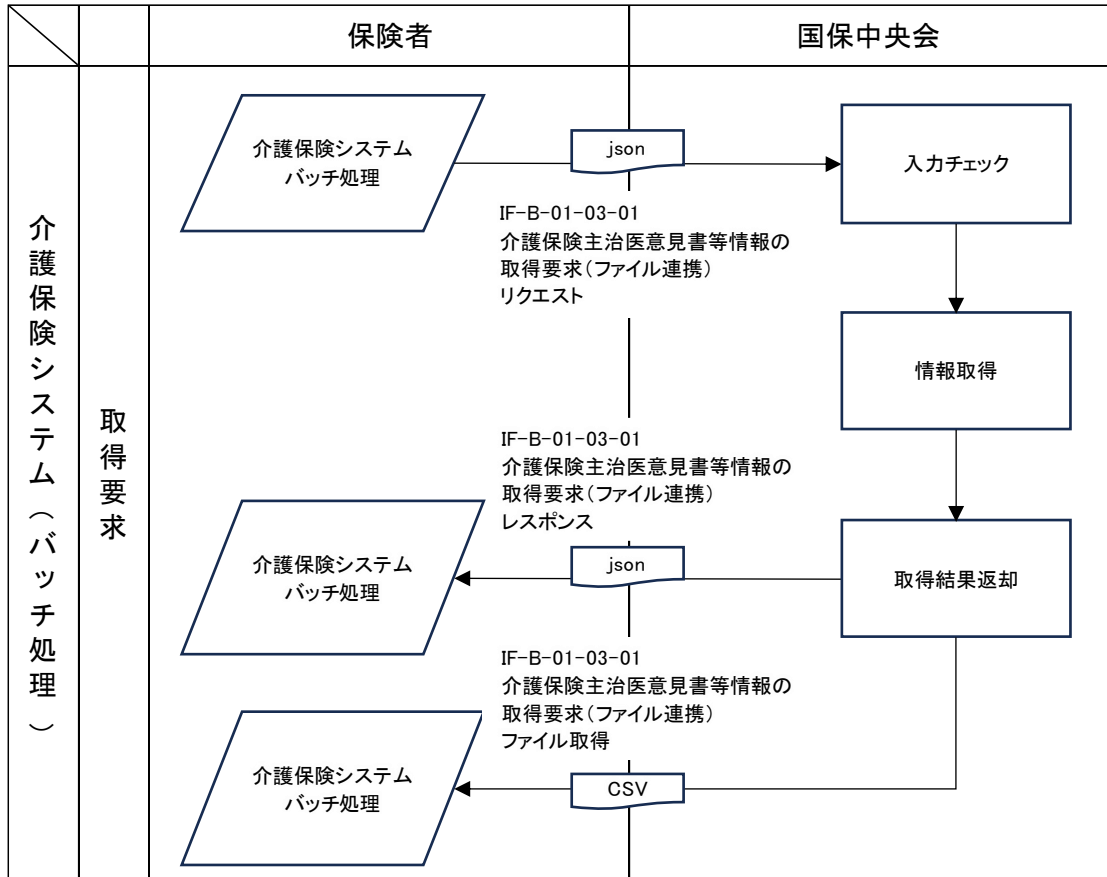 保険者
国保中央会
介護保険システム（バッチ処理）
取得要求
介護保険システム
バッチ処理
json
入力チェック
IF-B-01-03-01
介護保険主治医意見書等情報の
取得要求(ファイル連携)
リクエスト
情報取得
IF-B-01-03-01
介護保険主治医意見書等情報の
取得要求(ファイル連携)
レスポンス
介護保険システム
バッチ処理
json
取得結果返却
IF-B-01-03-01
介護保険主治医意見書等情報の
取得要求(ファイル連携)
ファイル取得
介護保険システム
バッチ処理
CSV